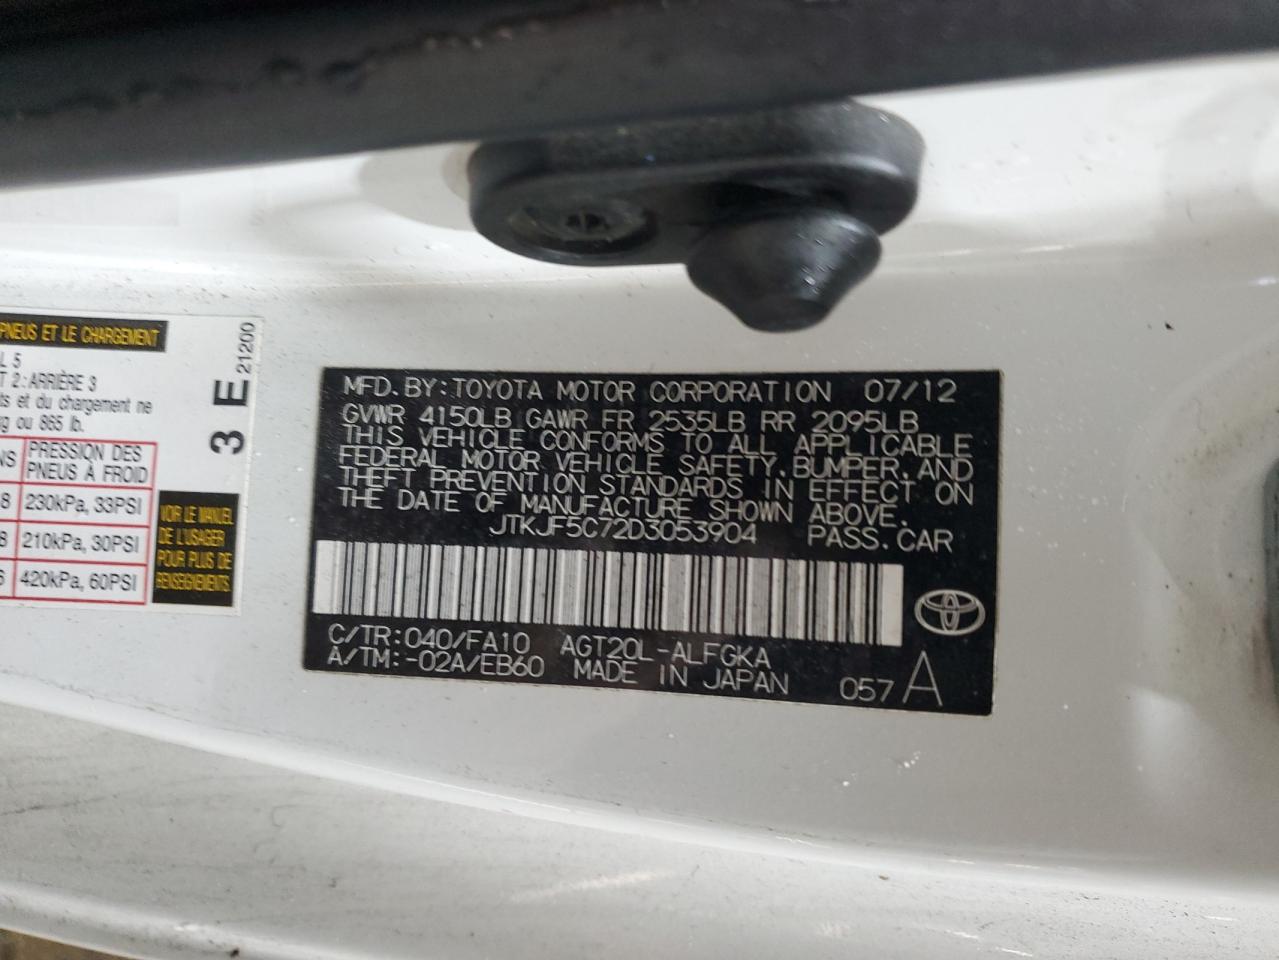 PNEUS ET LE CHARGEMENT
L 5
T 2 : ARRIÈRE 3
ts et du chargement ne
g ou 865 lb.
NS PRESSION DES
PNEUS À FROID
8 230kPa, 33PSI
8 210kPa, 30PSI
6 420kPa, 60PSI
3 E 21200
VOIR LE MANUEL
DE L'USAGER
POUR PLUS DE
RENSEIGNEMENTS
MFD. BY: TOYOTA MOTOR CORPORATION 07/12
GVWR 4150LB GAWR FR 2535LB RR 2095LB
THIS VEHICLE CONFORMS TO ALL APPLICABLE
FEDERAL MOTOR VEHICLE SAFETY, BUMPER, AND
THEFT PREVENTION STANDARDS IN EFFECT ON
THE DATE OF MANUFACTURE SHOWN ABOVE.
JTKJF5C72D3053904 PASS. CAR
C/TR: 040/FA10 AGT20L-ALFGKA
A/TM: -02A/EB60 MADE IN JAPAN 057 A